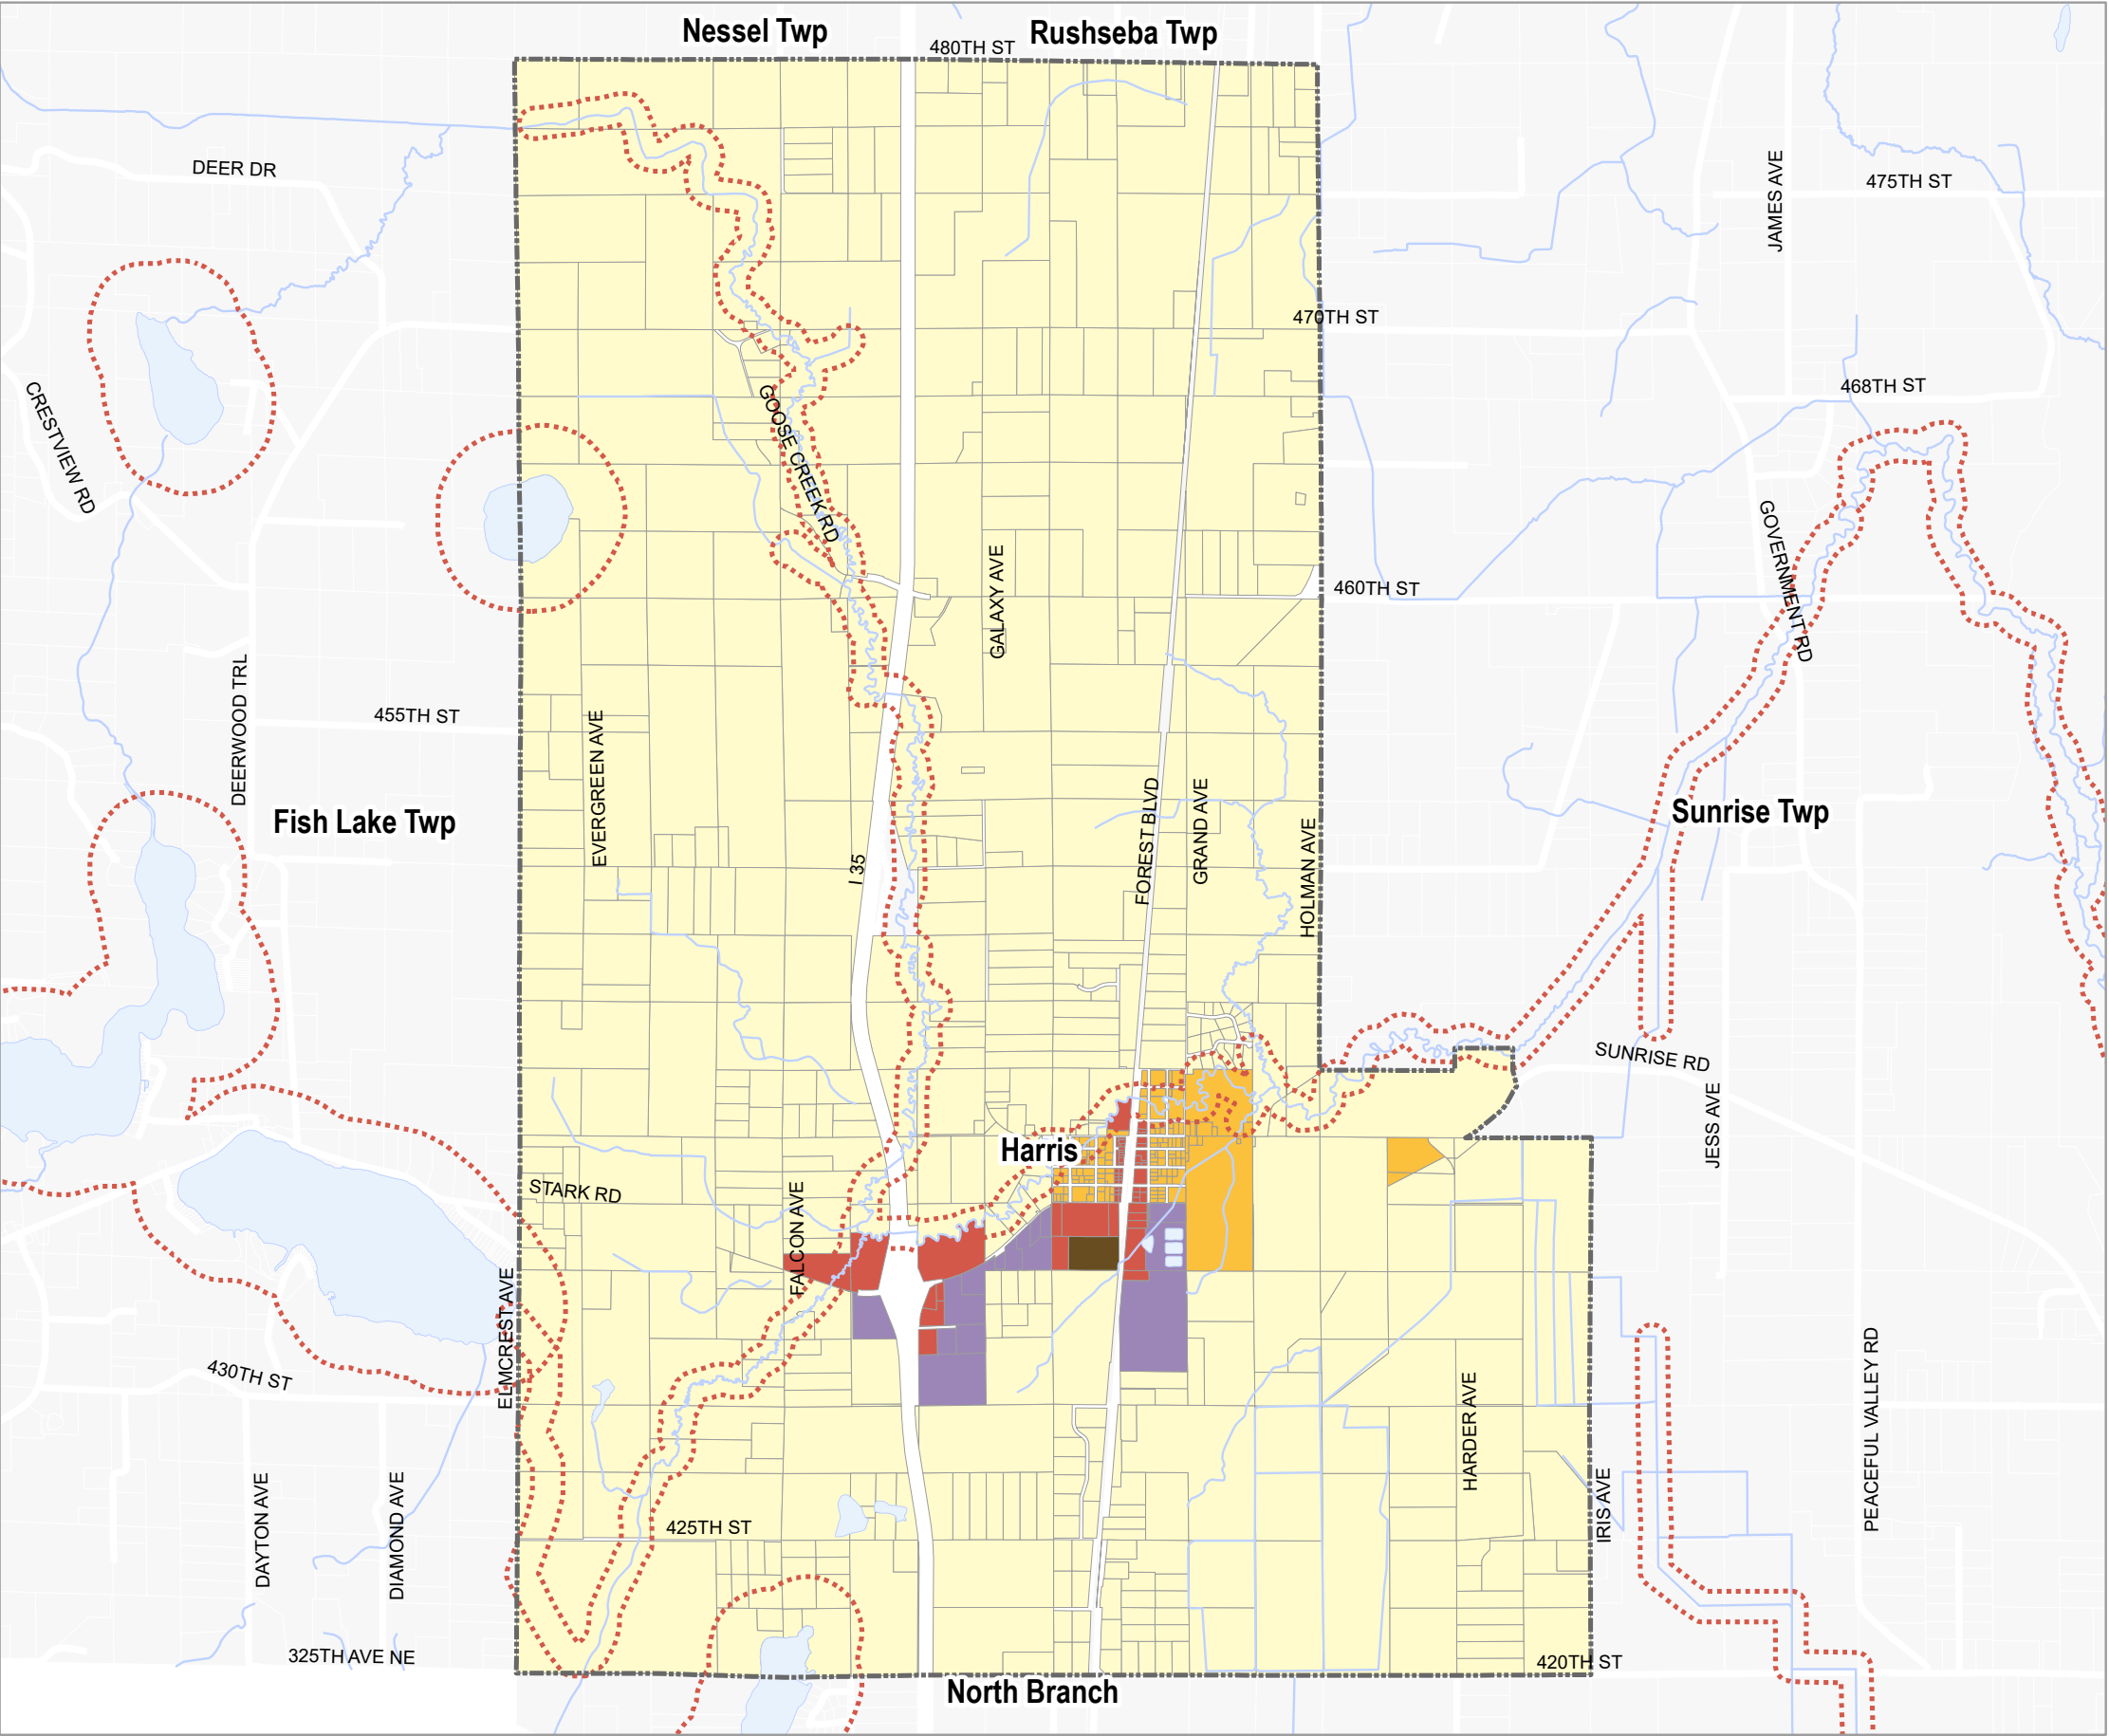 Nessel Twp
Rushseba Twp
480TH ST
DEER DR
JAMES AVE
475TH ST
470TH ST
468TH ST
CRESTVIEW RD
GOOSE CREEK RD
GOVERNMENT RD
GALAXY AVE
460TH ST
DEERWOOD TRL
455TH ST
EVERGREEN AVE
Fish Lake Twp
I 35
FOREST BLVD
GRAND AVE
HOLMAN AVE
Sunrise Twp
SUNRISE RD
JESS AVE
Harris
STARK RD
FALCON AVE
ELMCREST AVE
430TH ST
HARDER AVE
PEACEFUL VALLEY RD
DAYTON AVE
DIAMOND AVE
425TH ST
IRIS AVE
325TH AVE NE
420TH ST
North Branch